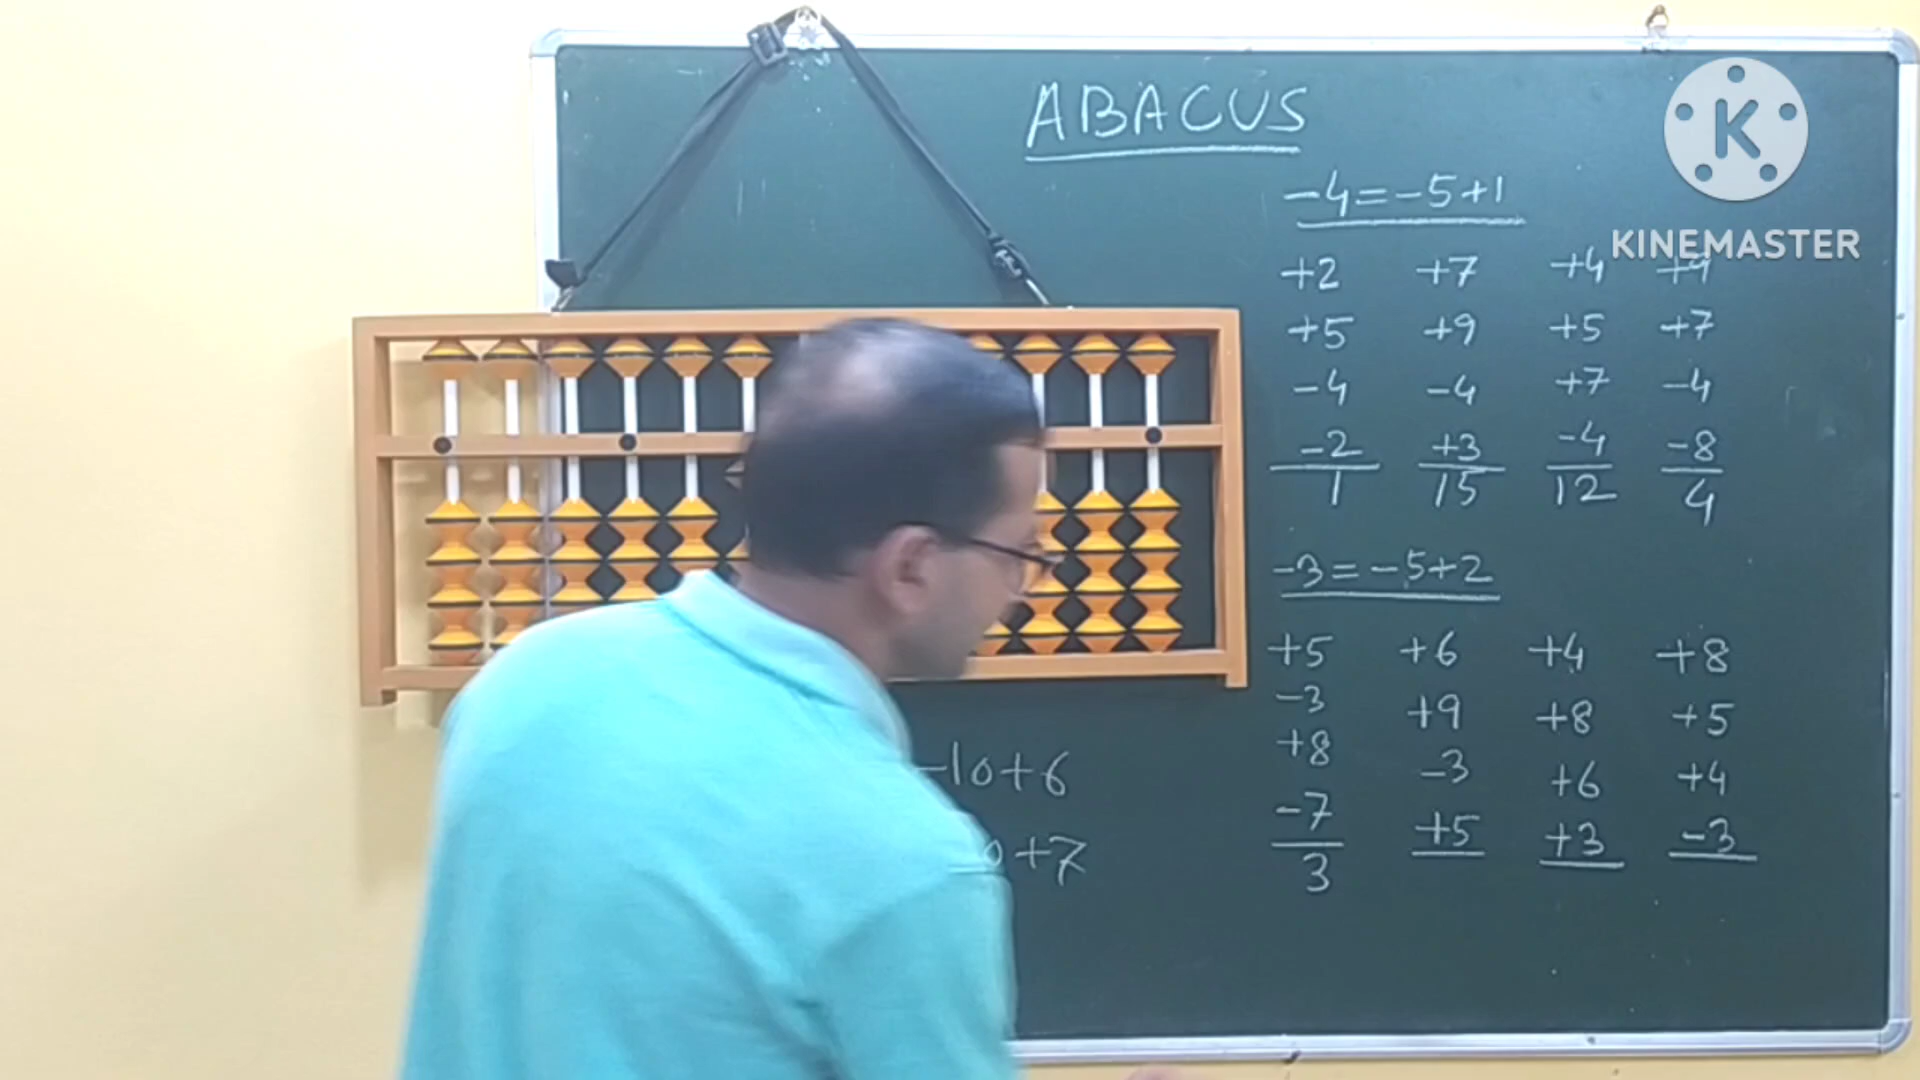 ABACUS
K
KINEMASTER
-4=-5+1
+2 +7 +4
+5 +9 +5 +7
-4 -4 +7 -4
-2 +3 -4 -8
1 15 12 4
-3=-5+2
+5 +6 +4 +8
-3 +9 +8 +5
+8 -3 +6 +4
-7 +5 +3 -3
3
-10+6
0+7